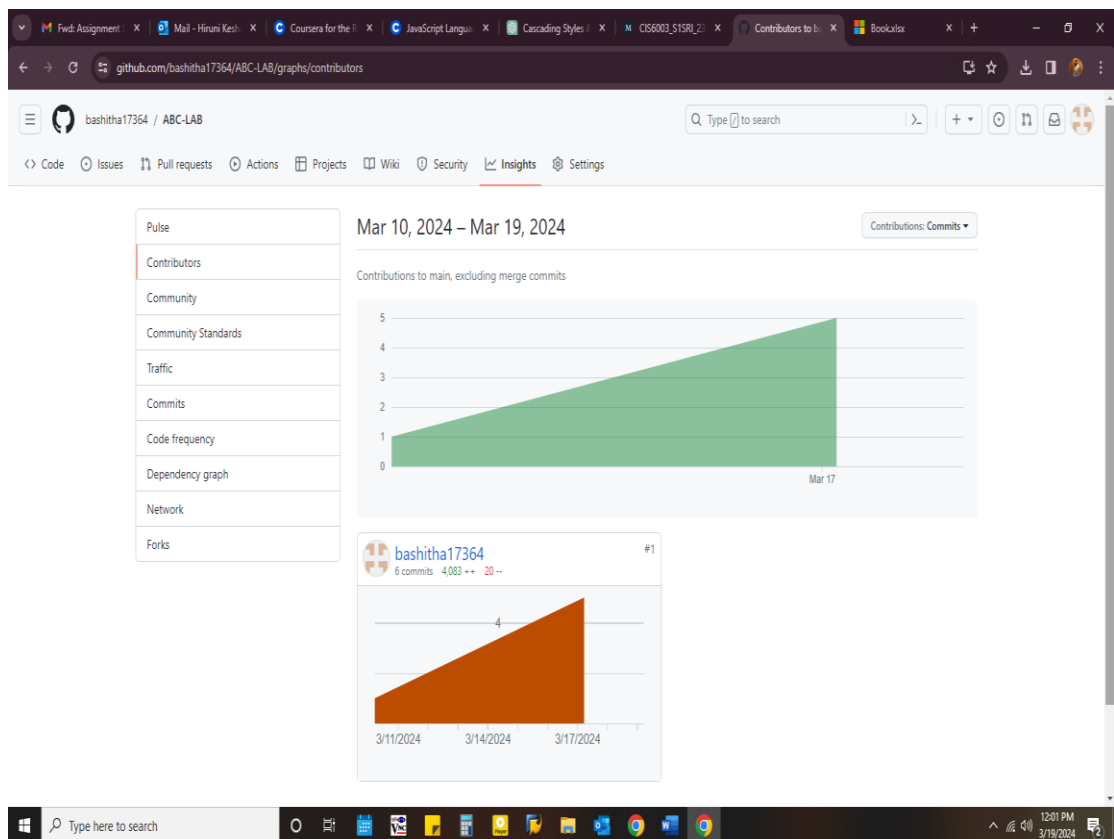 Fwd: Assignment
Mail - Hiruni Kesh
Coursera for the R
JavaScript Langua
Cascading Styles &
CIS6003_S1SRI_23
Contributors to ba
Book.xlsx
github.com/bashitha17364/ABC-LAB/graphs/contributors
bashitha17364 / ABC-LAB
Type / to search
Code Issues Pull requests Actions Projects Wiki Security Insights Settings
Pulse
Contributors
Community
Community Standards
Traffic
Commits
Code frequency
Dependency graph
Network
Forks
Mar 10, 2024 – Mar 19, 2024
Contributions: Commits
Contributions to main, excluding merge commits
5
4
3
2
1
0
Mar 17
bashitha17364
#1
6 commits 4,083 ++ 20 --
4
3/11/2024 3/14/2024 3/17/2024
Type here to search
12:01 PM
3/19/2024